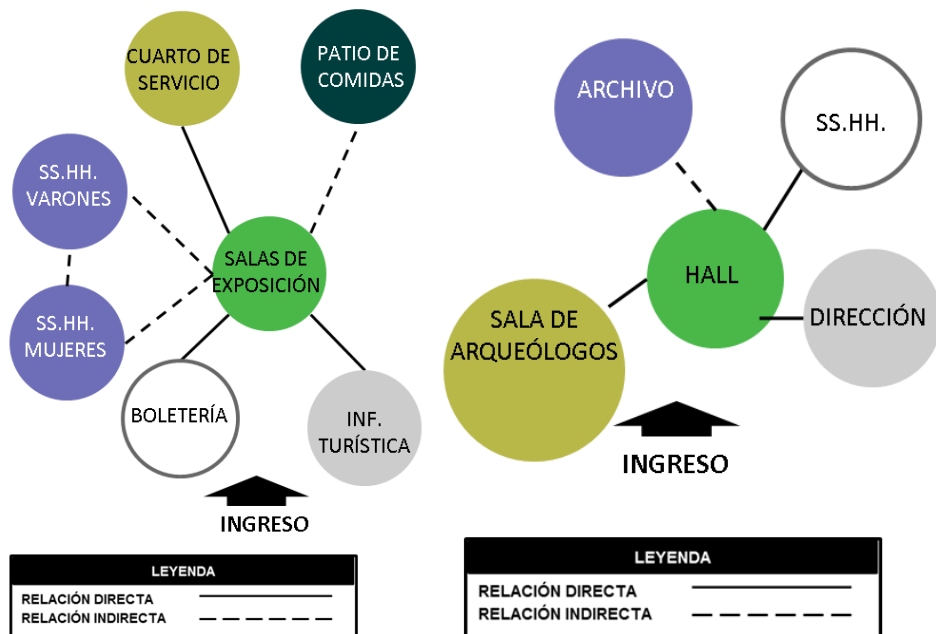 CUARTO DE
SERVICIO
PATIO DE
COMIDAS
SS.HH.
VARONES
SALAS DE
EXPOSICIÓN
SS.HH.
MUJERES
BOLETERÍA
INF.
TURÍSTICA
INGRESO
LEYENDA
RELACIÓN DIRECTA
RELACIÓN INDIRECTA
ARCHIVO
SS.HH.
HALL
SALA DE
ARQUEÓLOGOS
DIRECCIÓN
INGRESO
LEYENDA
RELACIÓN DIRECTA
RELACIÓN INDIRECTA